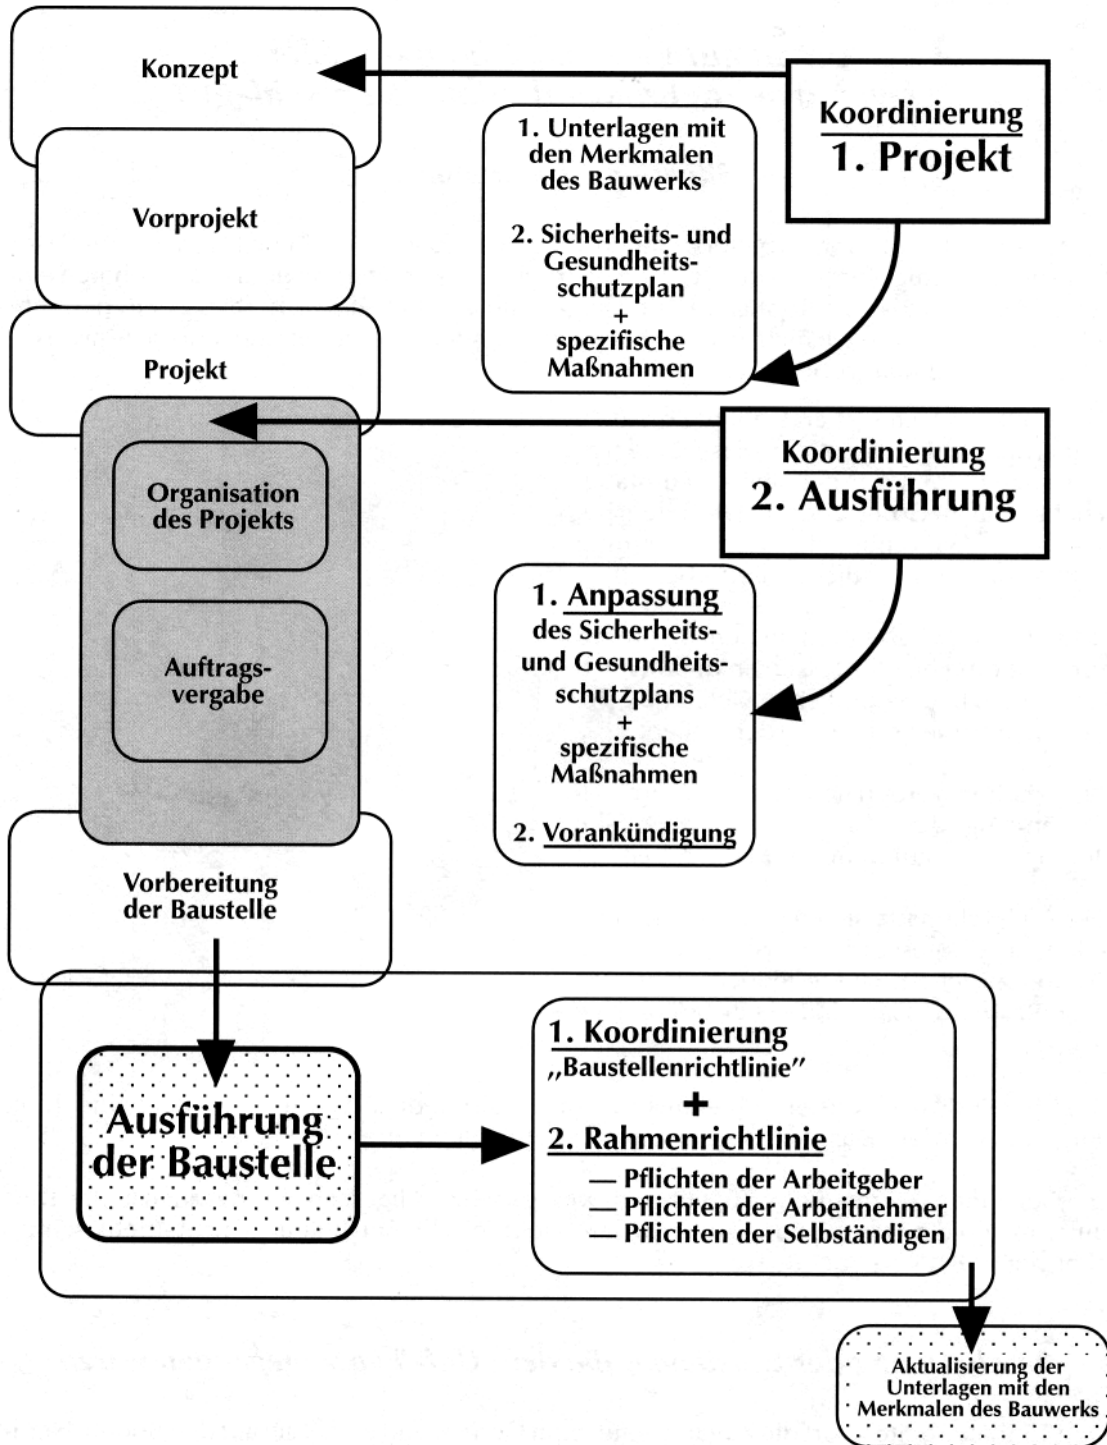 Konzept
Koordinierung
1. Projekt
1. Unterlagen mit
den Merkmalen
des Bauwerks
2. Sicherheits- und
Gesundheits-
schutzplan
+
spezifische
Maßnahmen
Vorprojekt
Projekt
Koordinierung
2. Ausführung
Organisation
des Projekts
Auftrags-
vergabe
1. Anpassung
des Sicherheits-
und Gesundheits-
schutzplans
+
spezifische
Maßnahmen
2. Vorankündigung
Vorbereitung
der Baustelle
Ausführung
der Baustelle
1. Koordinierung
„Baustellenrichtlinie”
+
2. Rahmenrichtlinie
— Pflichten der Arbeitgeber
— Pflichten der Arbeitnehmer
— Pflichten der Selbständigen
Aktualisierung der
Unterlagen mit den
Merkmalen des Bauwerks